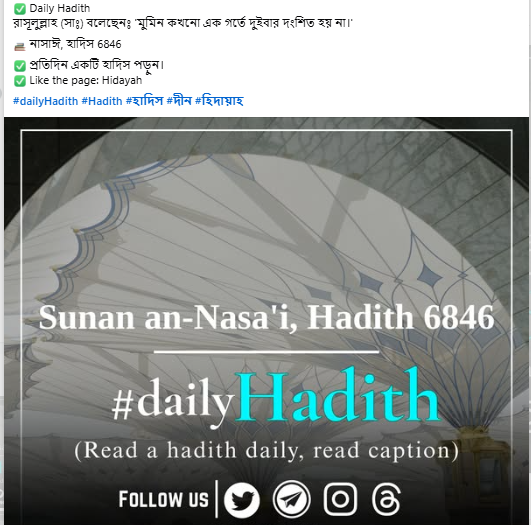 ✅ Daily Hadith
রাসূলুল্লাহ (সাঃ) বলেছেনঃ 'মুমিন কখনো এক গর্তে দুইবার দংশিত হয় না।'
📚 নাসাঈ, হাদিস 6846
✅ প্রতিদিন একটি হাদিস পড়ুন।
✅ Like the page: Hidayah
#dailyHadith #Hadith #হাদিস #দীন #হিদায়াহ
Sunan an-Nasa'i, Hadith 6846
#dailyHadith
(Read a hadith daily, read caption)
FOLLOW US